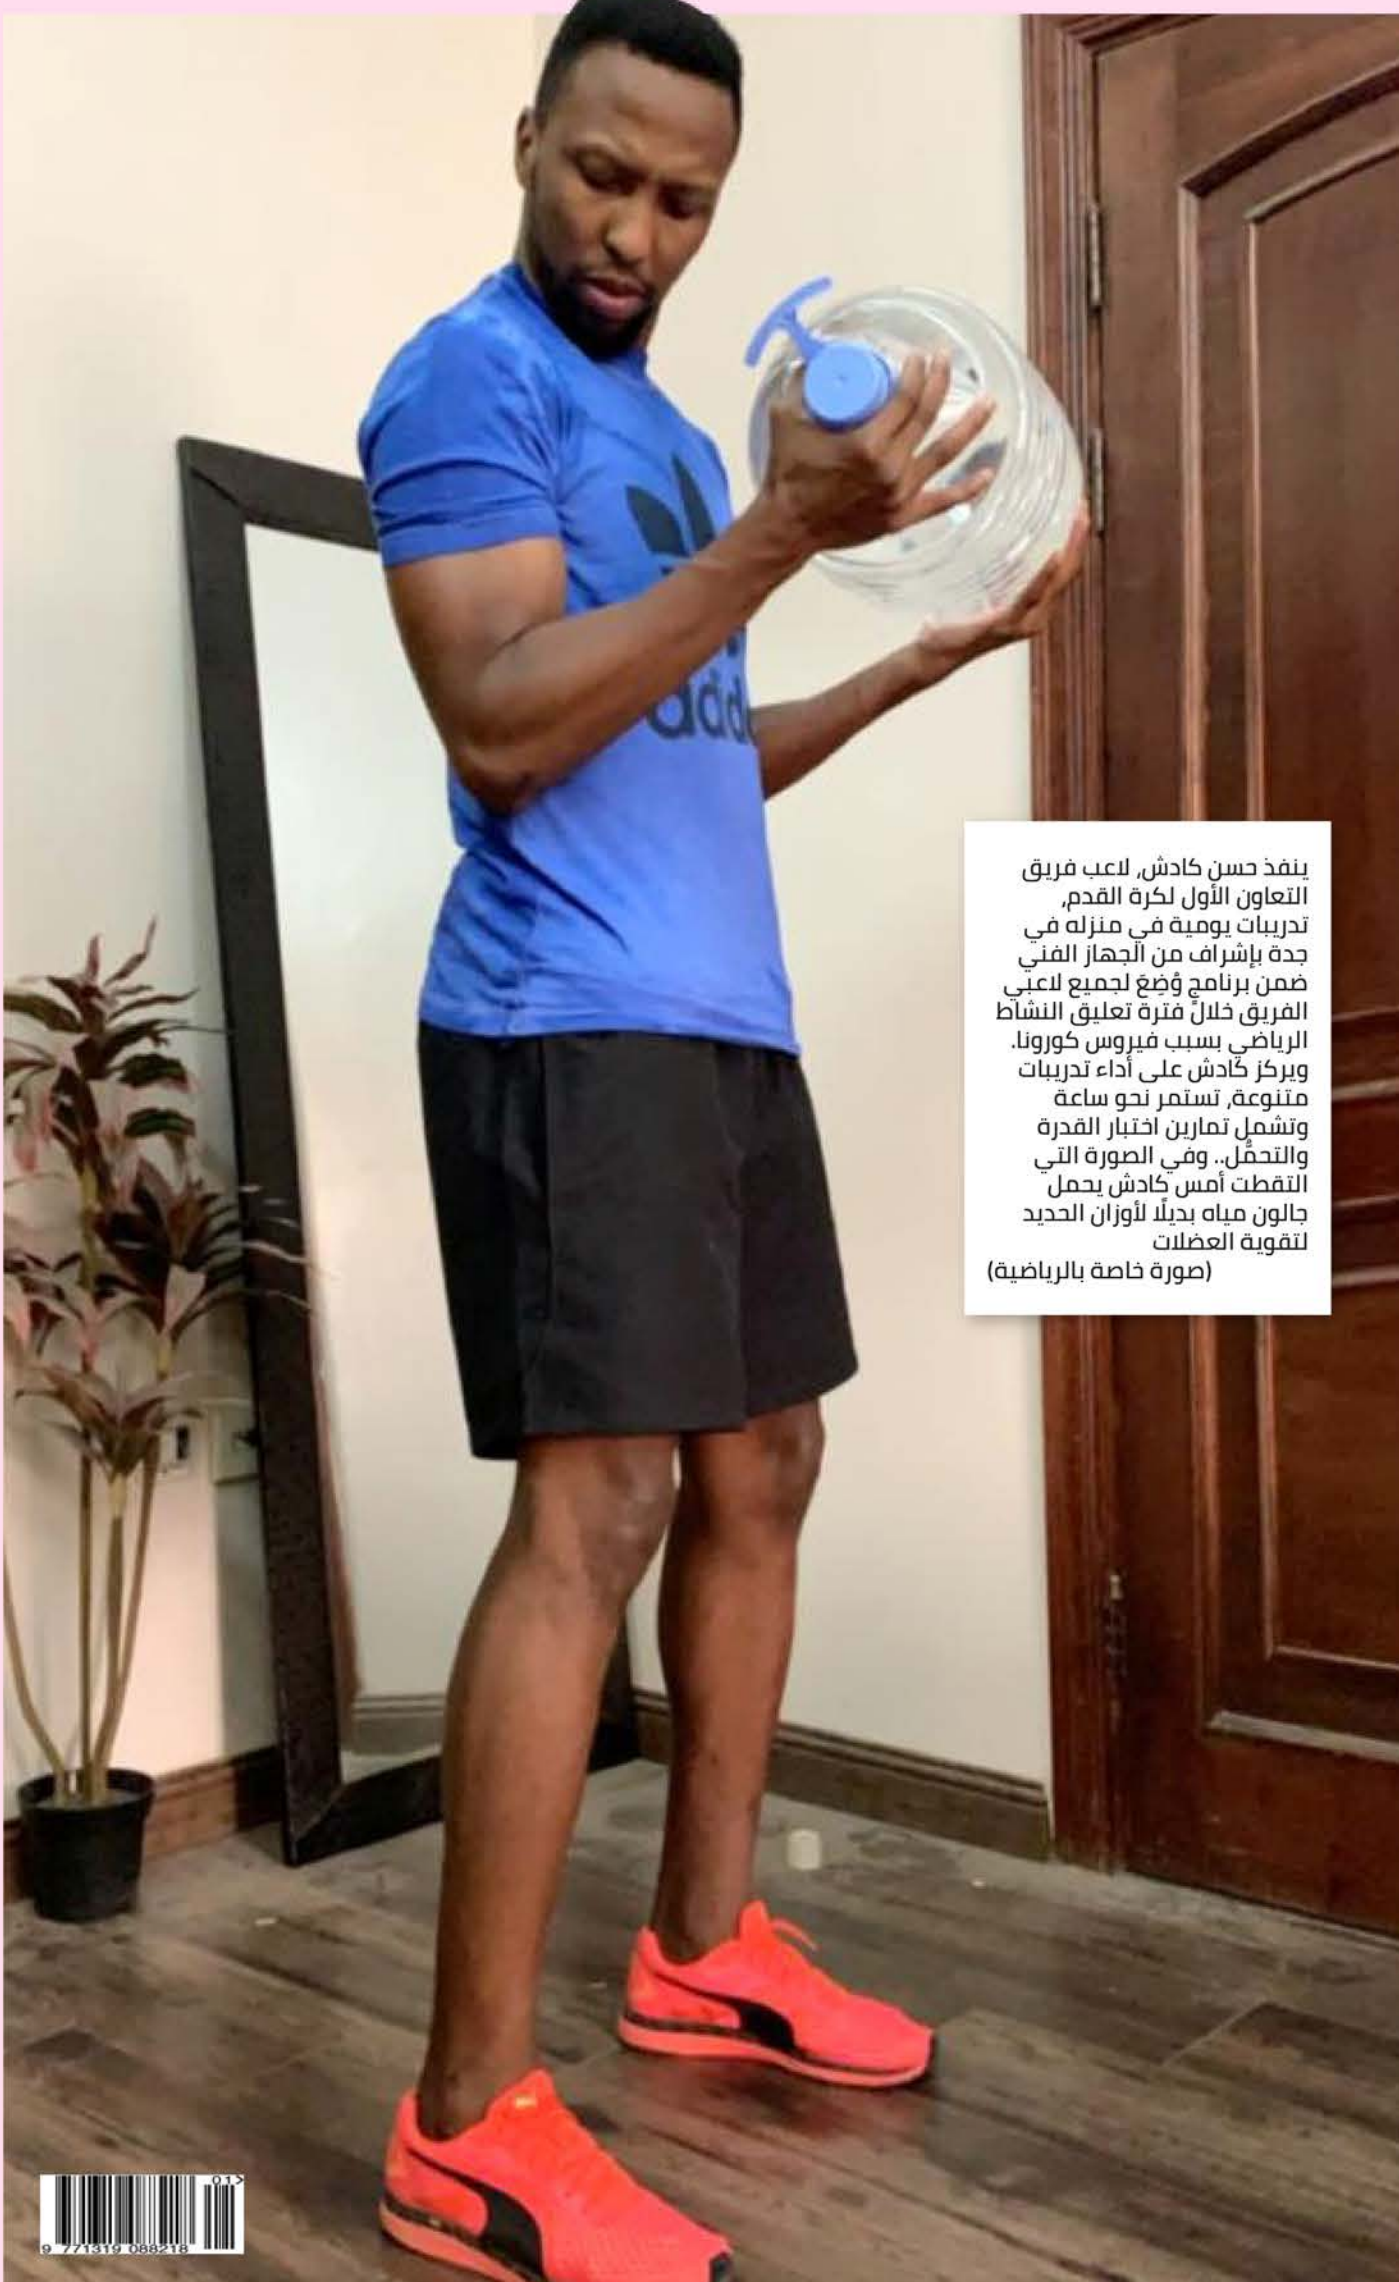 ينفذ حسن كادش، لاعب فريق
التعاون الأول لكرة القدم،
تدريبات يومية في منزله في
جدة بإشراف من الجهاز الفني
ضمن برنامجٍ وُضِعَ لجميع لاعبي
الفريق خلال فترة تعليق النشاط
الرياضي بسبب فيروس كورونا.
ويركز كادش على أداء تدريبات
متنوعة، تستمر نحو ساعة
وتشمل تمارين اختبار القدرة
والتحمُّل.. وفي الصورة التي
التقطت أمس كادش يحمل
جالون مياه بديلًا لأوزان الحديد
لتقوية العضلات
(صورة خاصة بالرياضية)
01>
9 771319 088218